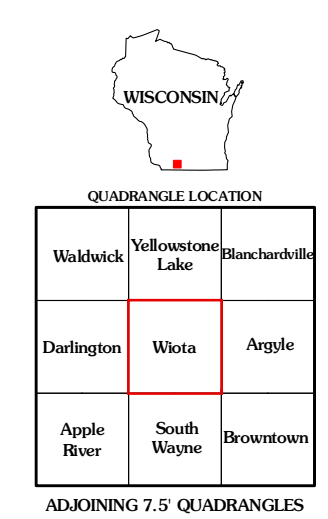 WISCONSIN
QUADRANGLE LOCATION
Waldwick
Yellowstone
Lake
Blanchardville
Darlington
Wiota
Argyle
Apple
River
South
Wayne
Browntown
ADJOINING 7.5' QUADRANGLES